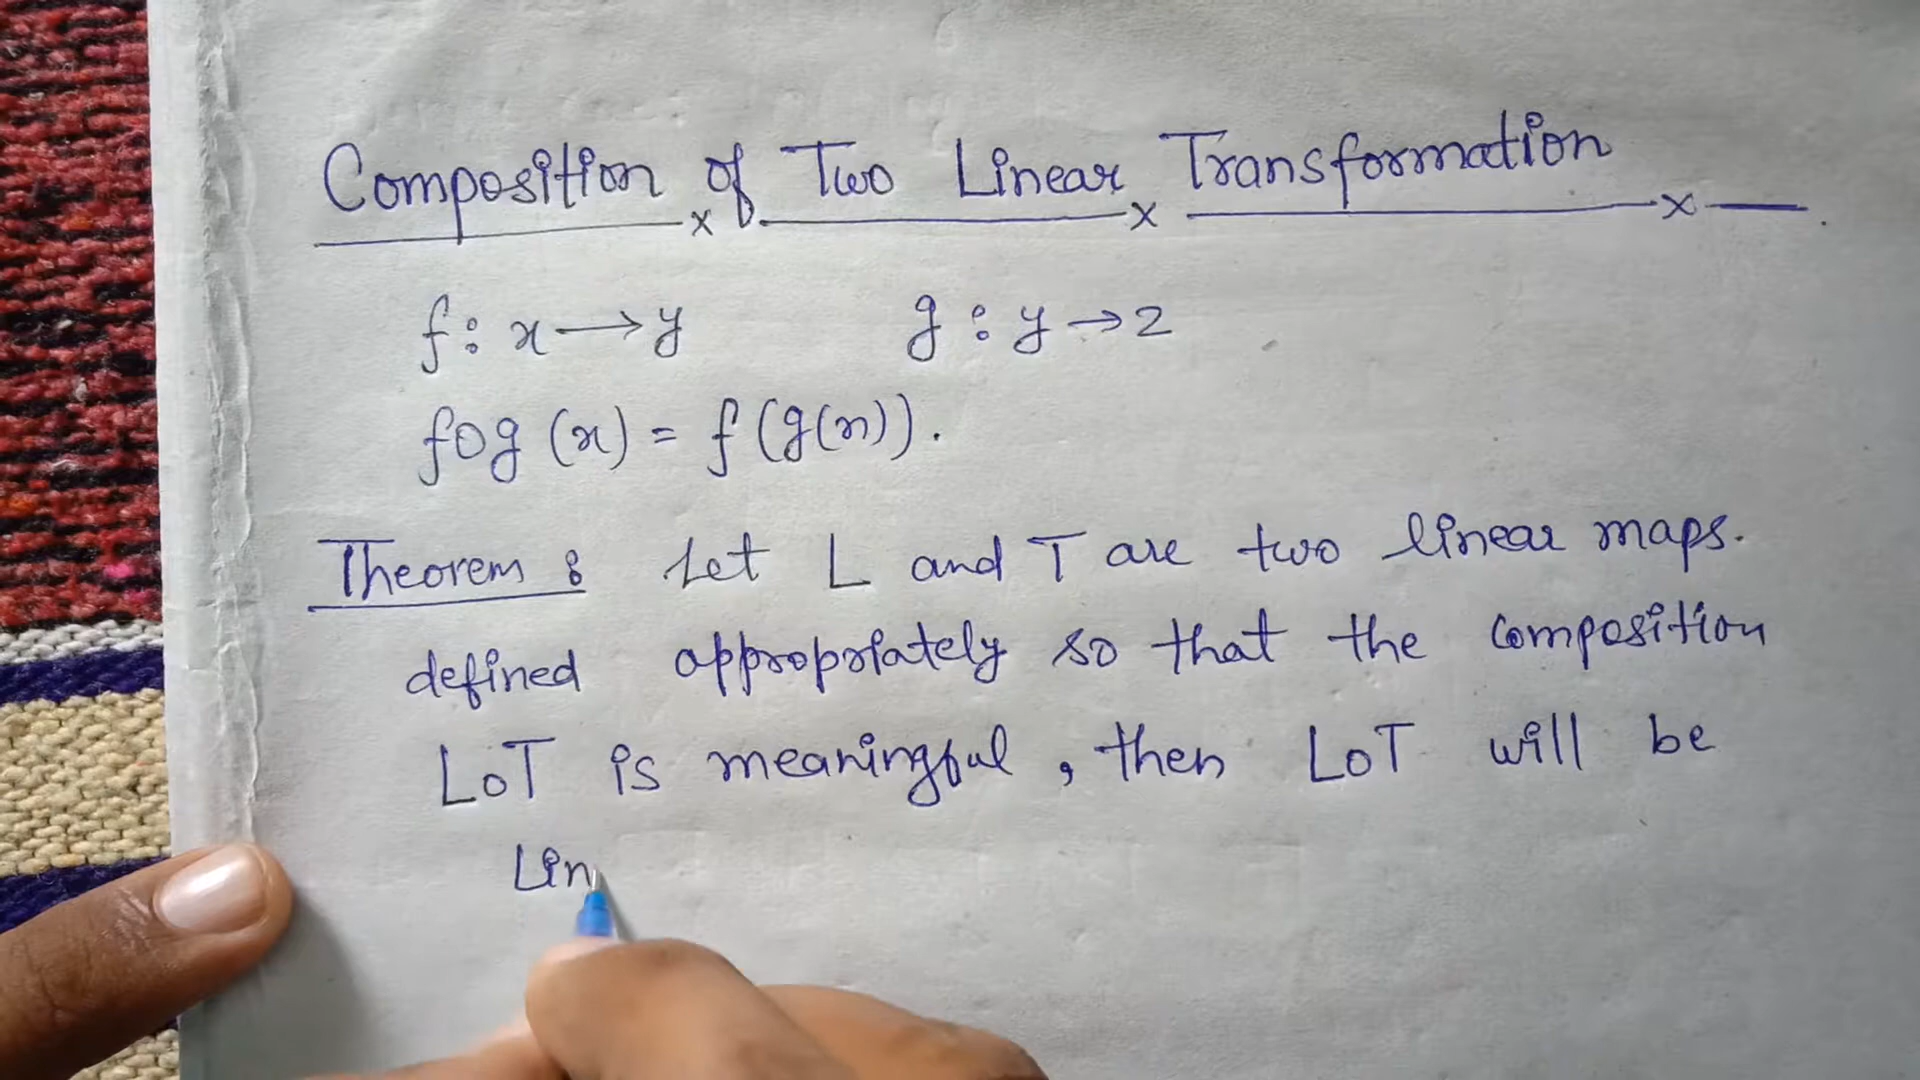 Composition of Two Linear Transformation
f: x → y g: y → z
fog (x) = f(g(x)).
Theorem: Let L and T are two linear maps.
defined appropriately so that the composition
LoT is meaningful, then LoT will be
Lin